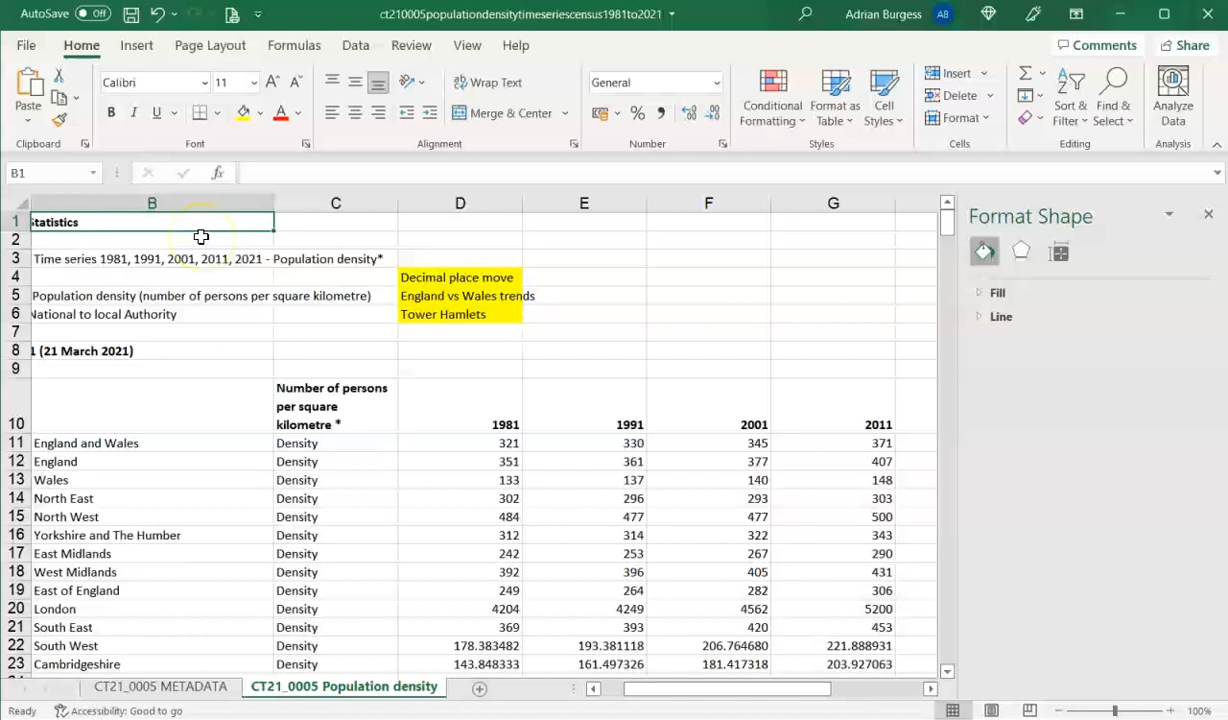 AutoSave Off ct210005populationdensitytimeseriescensus1981to2021 Adrian Burgess AB
File Home Insert Page Layout Formulas Data Review View Help Comments Share
Calibri 11 Wrap Text General Insert
Paste B I U A Merge & Center % Conditional Formatting Format as Table Cell Styles Delete Sort & Filter Find & Select Analyze Data
Format
Clipboard Font Alignment Number Styles Cells Editing Analysis
B1 fx
B C D E F G
Format Shape
1 Statistics
2
3 Time series 1981, 1991, 2001, 2011, 2021 - Population density*
4 Decimal place move
5 Population density (number of persons per square kilometre) England vs Wales trends
6 National to local Authority Tower Hamlets
7
8 1 (21 March 2021)
9
Number of persons
per square
10 kilometre * 1981 1991 2001 2011
11 England and Wales Density 321 330 345 371
12 England Density 351 361 377 407
13 Wales Density 133 137 140 148
14 North East Density 302 296 293 303
15 North West Density 484 477 477 500
16 Yorkshire and The Humber Density 312 314 322 343
17 East Midlands Density 242 253 267 290
18 West Midlands Density 392 396 405 431
19 East of England Density 249 264 282 306
20 London Density 4204 4249 4562 5200
21 South East Density 369 393 420 453
22 South West Density 178.383482 193.381118 206.764680 221.888931
23 Cambridgeshire Density 143.848333 161.497326 181.417318 203.927063
Fill
Line
CT21_0005 METADATA CT21_0005 Population density
Ready Accessibility: Good to go 100%